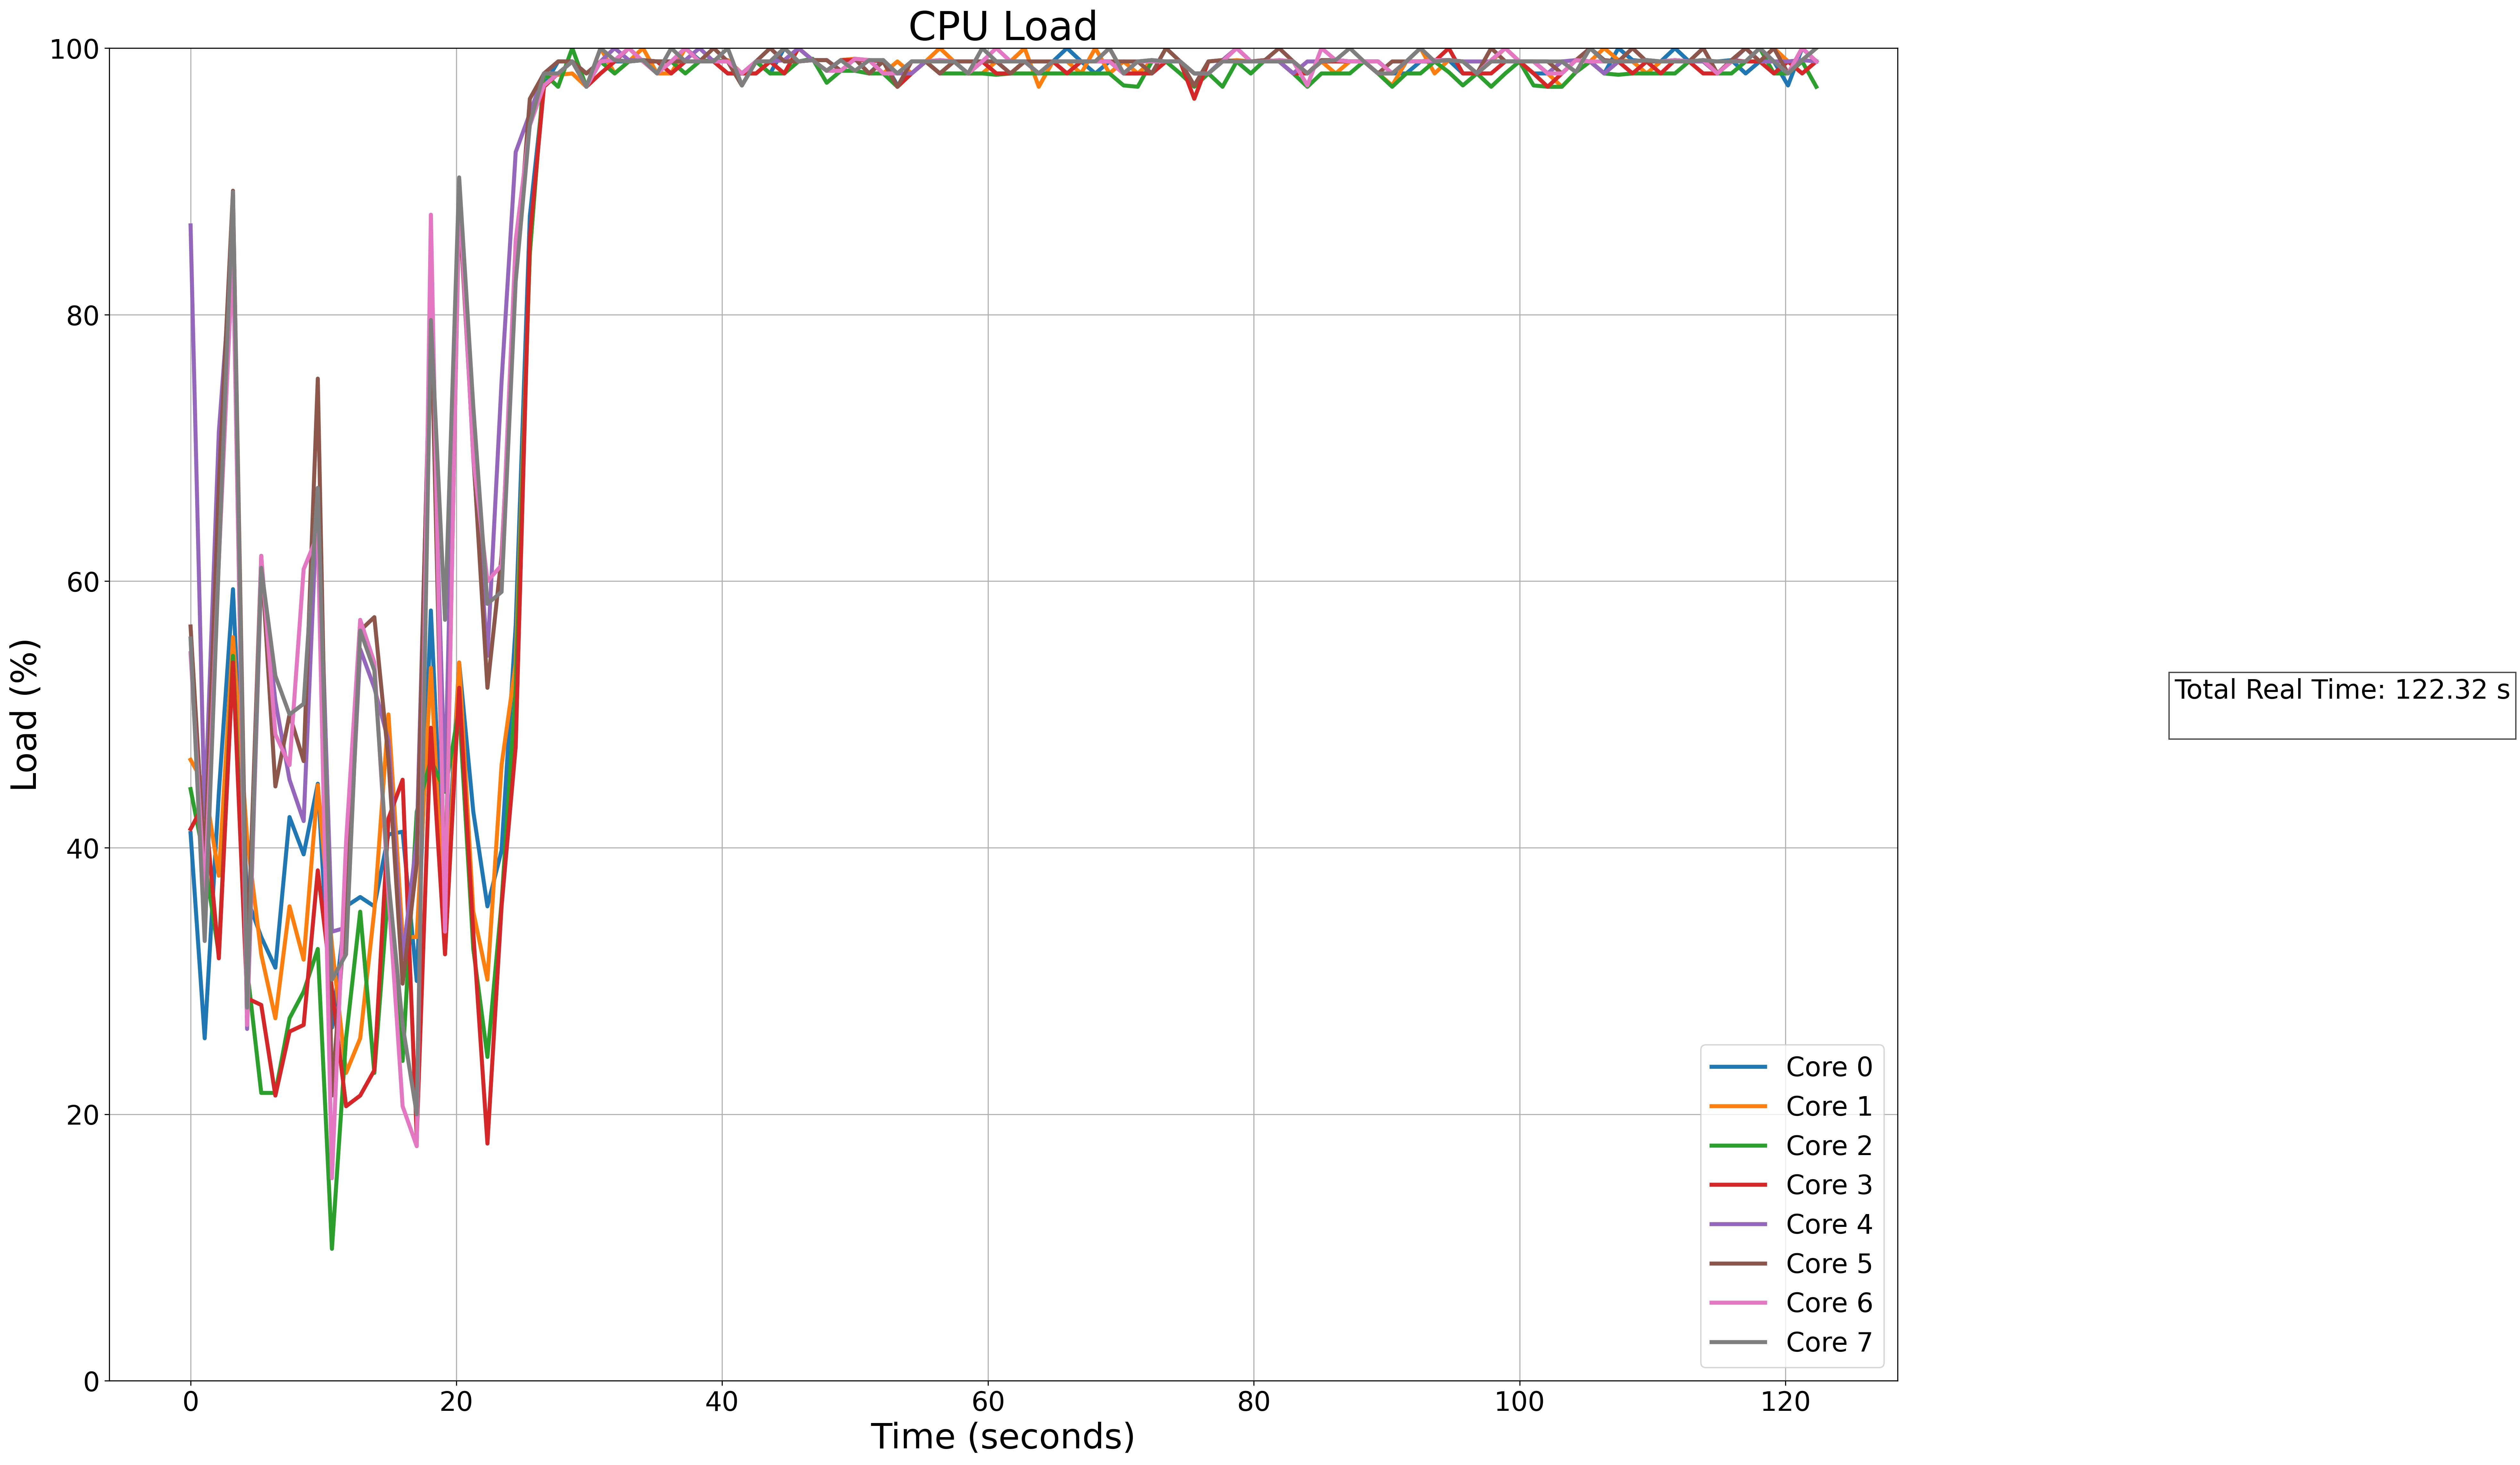 CPU Load
Load (%)
100
80
60
40
20
0
0 20 40 60 80 100 120
Time (seconds)
Core 0
Core 1
Core 2
Core 3
Core 4
Core 5
Core 6
Core 7
Total Real Time: 122.32 s